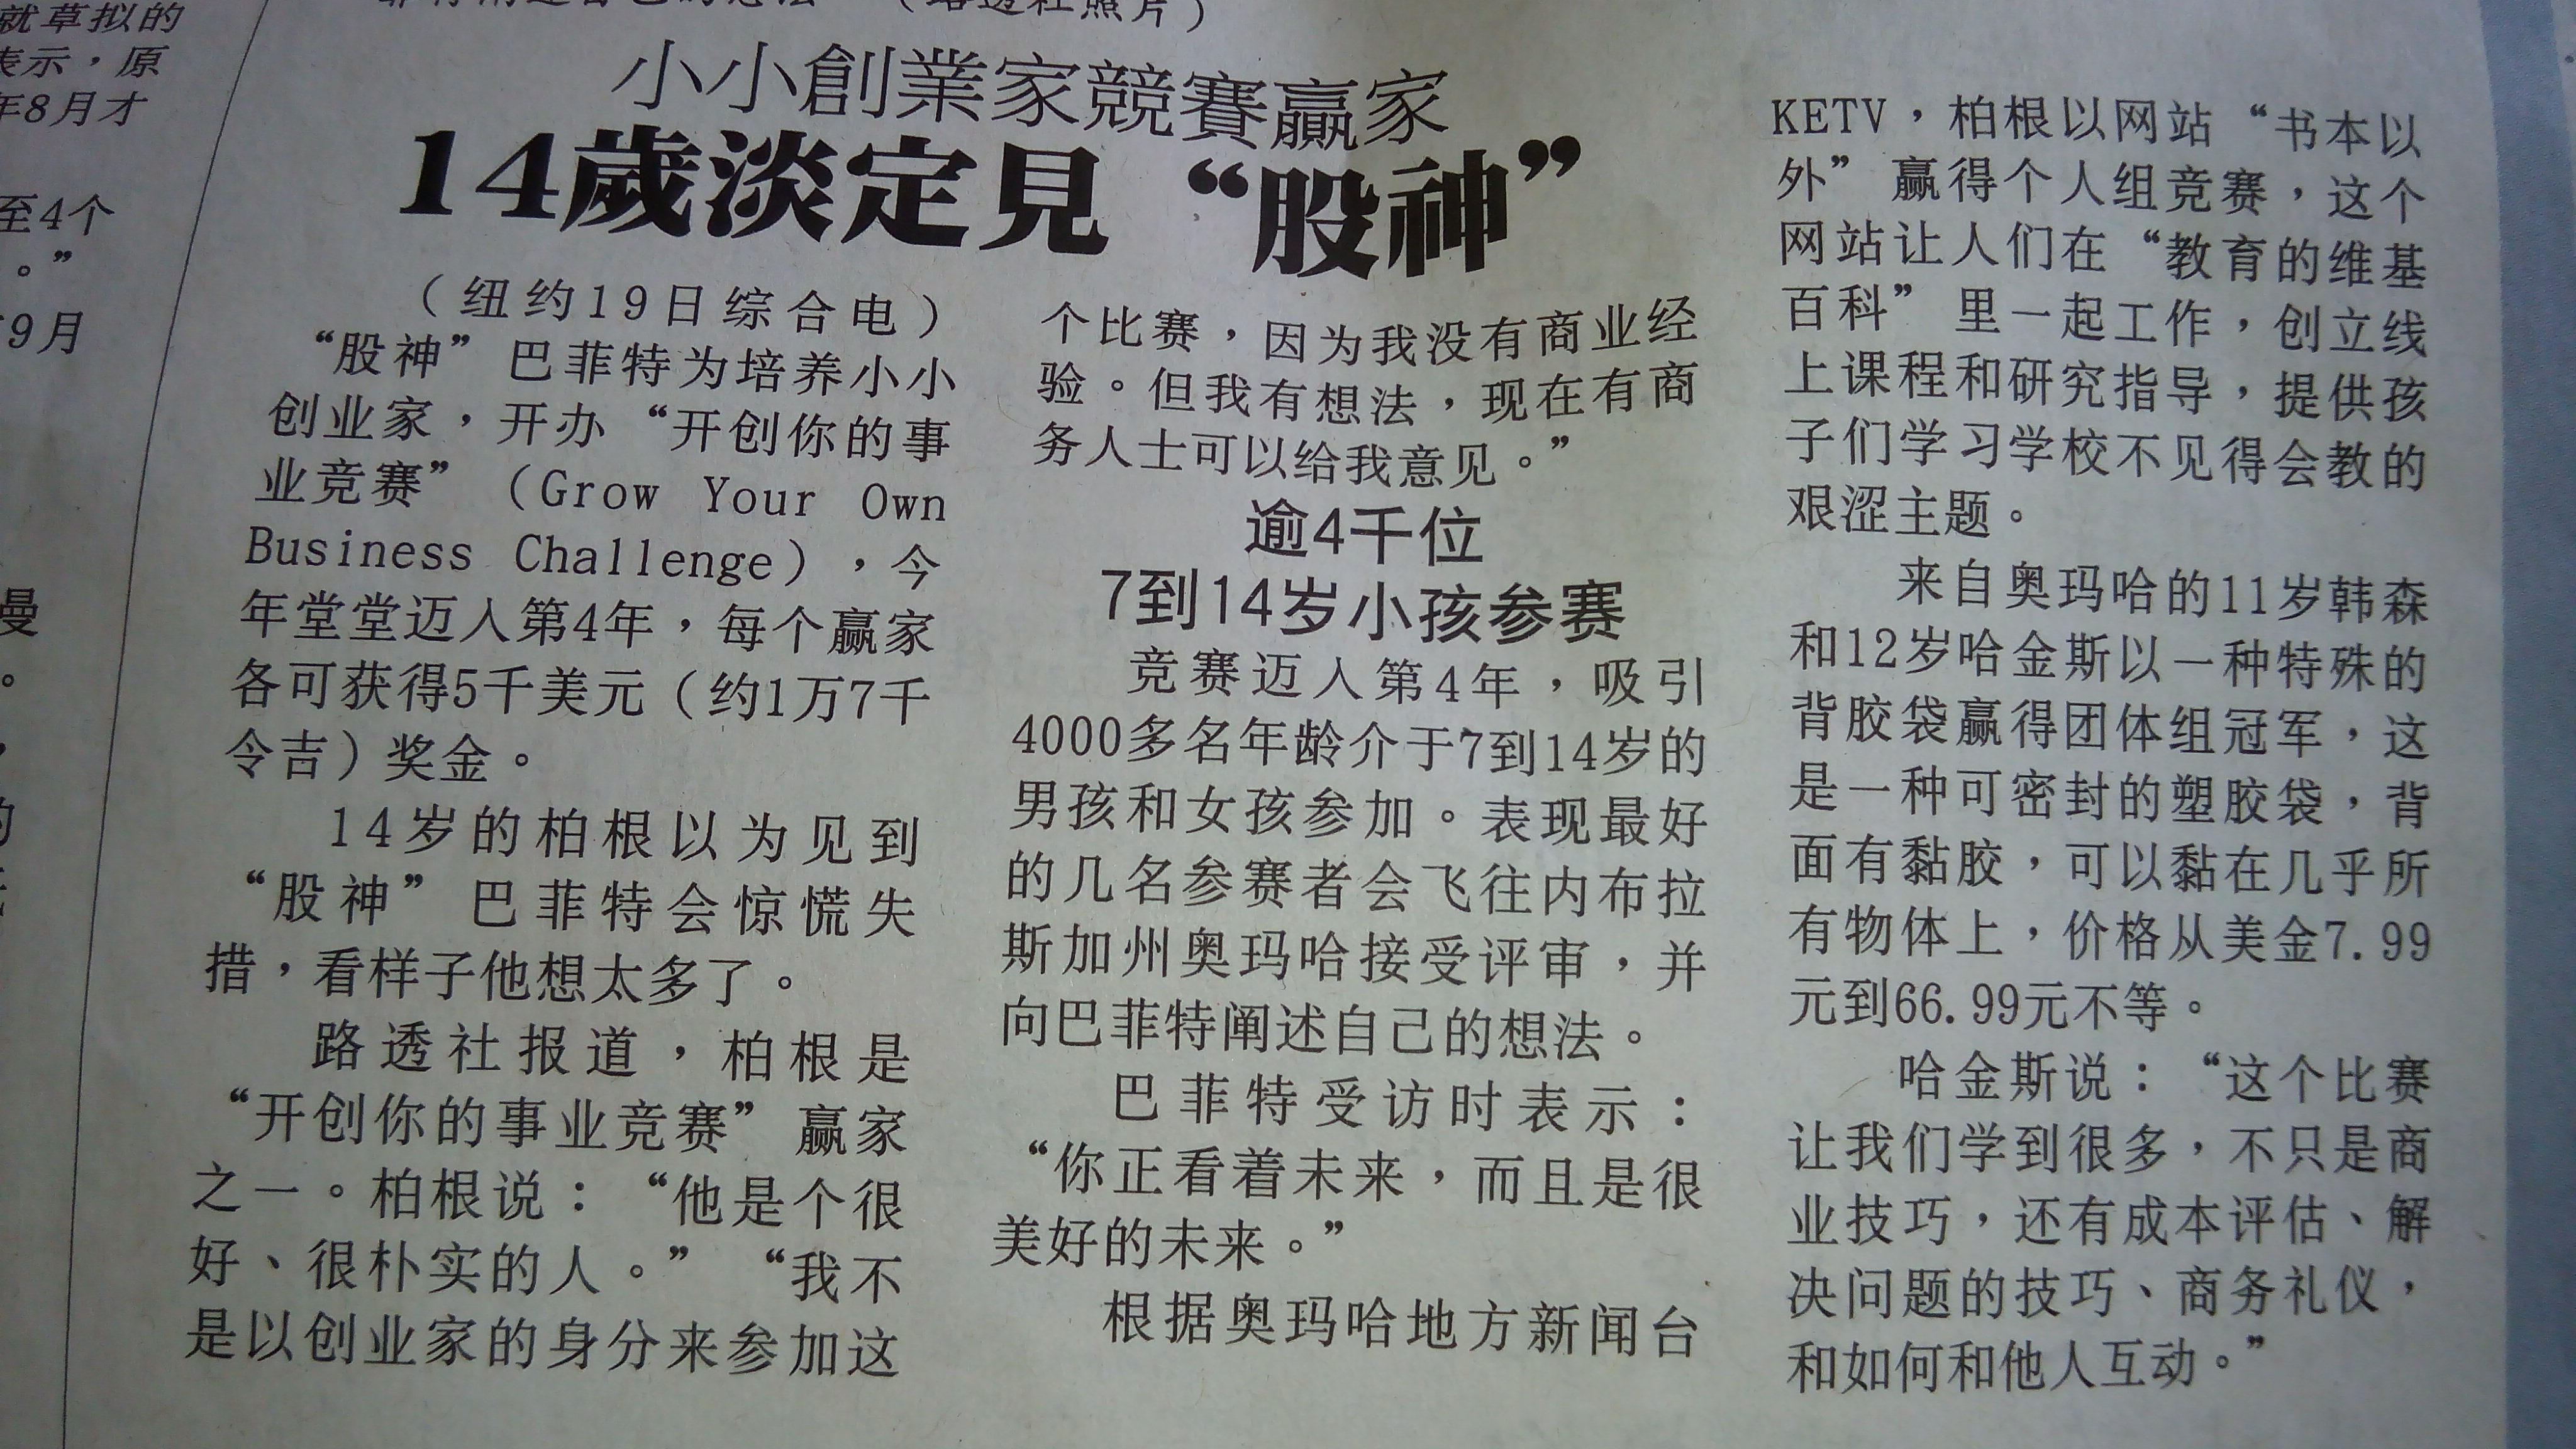 就草拟的
表示，原
年8月才
至4个
。”
9月
曼
。
（路透社照片）
小小創業家競賽贏家
14歲淡定見“股神”
（纽约19日综合电）
“股神”巴菲特为培养小小
创业家，开办“开创你的事
业竞赛”（Grow Your Own
Business Challenge），今
年堂堂迈入第4年，每个赢家
各可获得5千美元（约1万7千
令吉）奖金。
14岁的柏根以为见到
“股神”巴菲特会惊慌失
措，看样子他想太多了。
路透社报道，柏根是
“开创你的事业竞赛”赢家
之一。柏根说：“他是个很
好、很朴实的人。”“我不
是以创业家的身分来参加这
个比赛，因为我没有商业经
验。但我有想法，现在有商
务人士可以给我意见。”
逾4千位
7到14岁小孩参赛
竞赛迈入第4年，吸引
4000多名年龄介于7到14岁的
男孩和女孩参加。表现最好
的几名参赛者会飞往内布拉
斯加州奥玛哈接受评审，并
向巴菲特阐述自己的想法。
巴菲特受访时表示：
“你正看着未来，而且是很
美好的未来。”
根据奥玛哈地方新闻台
KETV，柏根以网站“书本以
外”赢得个人组竞赛，这个
网站让人们在“教育的维基
百科”里一起工作，创立线
上课程和研究指导，提供孩
子们学习学校不见得会教的
艰涩主题。
来自奥玛哈的11岁韩森
和12岁哈金斯以一种特殊的
背胶袋赢得团体组冠军，这
是一种可密封的塑胶袋，背
面有黏胶，可以黏在几乎所
有物体上，价格从美金7.99
元到66.99元不等。
哈金斯说：“这个比赛
让我们学到很多，不只是商
业技巧，还有成本评估、解
决问题的技巧、商务礼仪，
和如何和他人互动。”